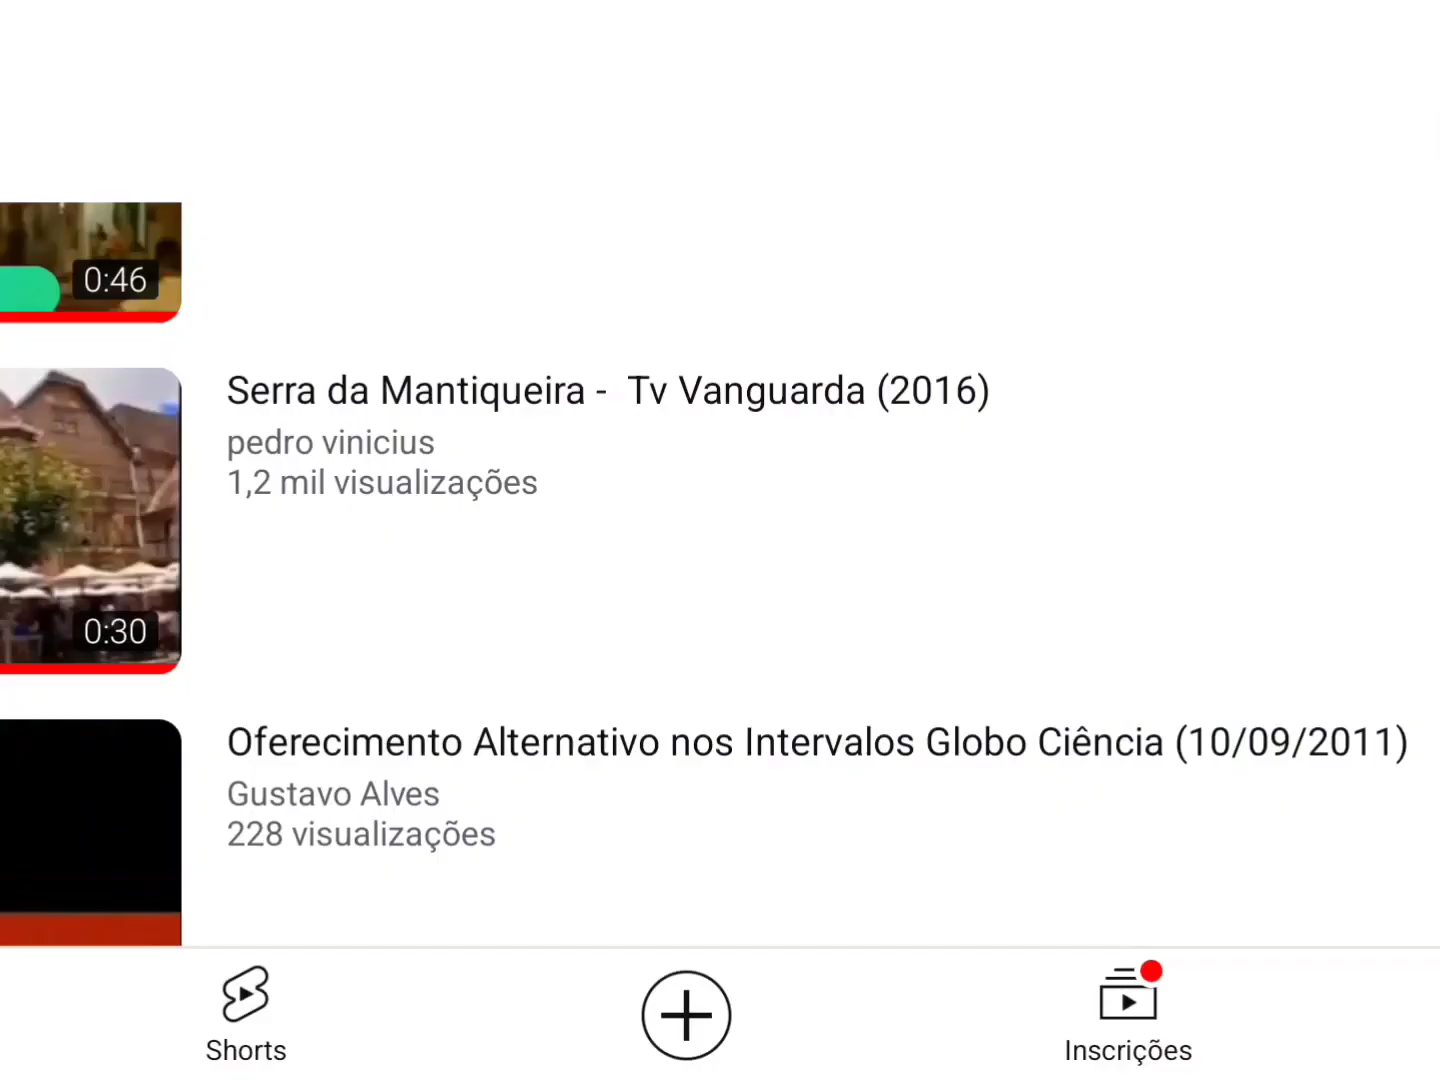 0:46
Serra da Mantiqueira -  Tv Vanguarda (2016)
pedro vinicius
1,2 mil visualizações
0:30
Oferecimento Alternativo nos Intervalos Globo Ciência (10/09/2011)
Gustavo Alves
228 visualizações
Shorts
Inscrições